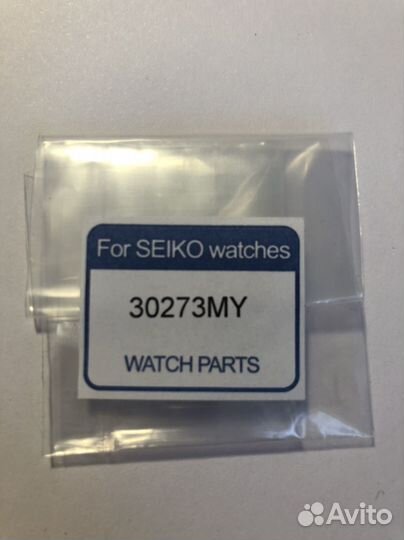 For SEIKO watches
30273MY
WATCH PARTS
Avito